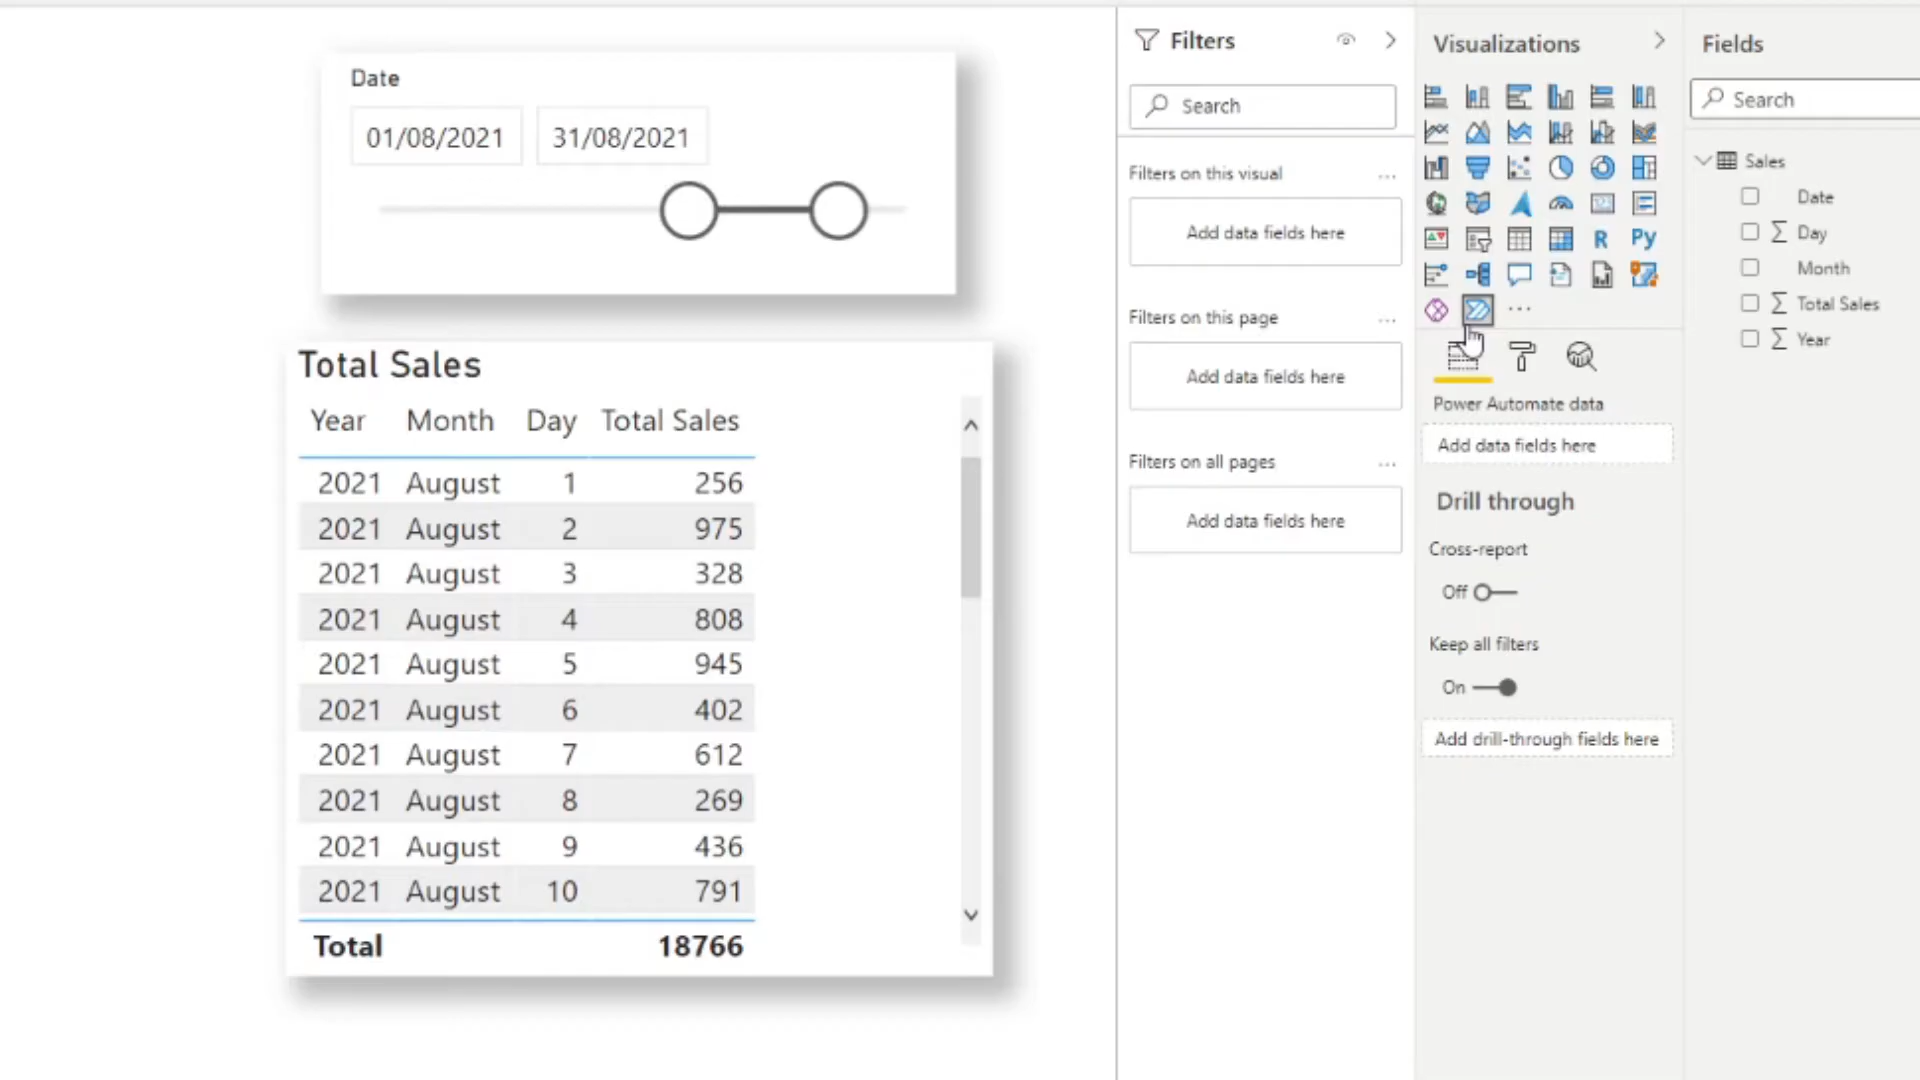 Date
01/08/2021 31/08/2021
Total Sales
Year Month Day Total Sales
2021 August 1 256
2021 August 2 975
2021 August 3 328
2021 August 4 808
2021 August 5 945
2021 August 6 402
2021 August 7 612
2021 August 8 269
2021 August 9 436
2021 August 10 791
Total 18766
Filters
Search
Filters on this visual ...
Add data fields here
Filters on this page ...
Add data fields here
Filters on all pages ...
Add data fields here
Visualizations
R Py
...
Power Automate data
Add data fields here
Drill through
Cross-report
Off
Keep all filters
On
Add drill-through fields here
Fields
Search
Sales
Date
Σ Day
Month
Σ Total Sales
Σ Year